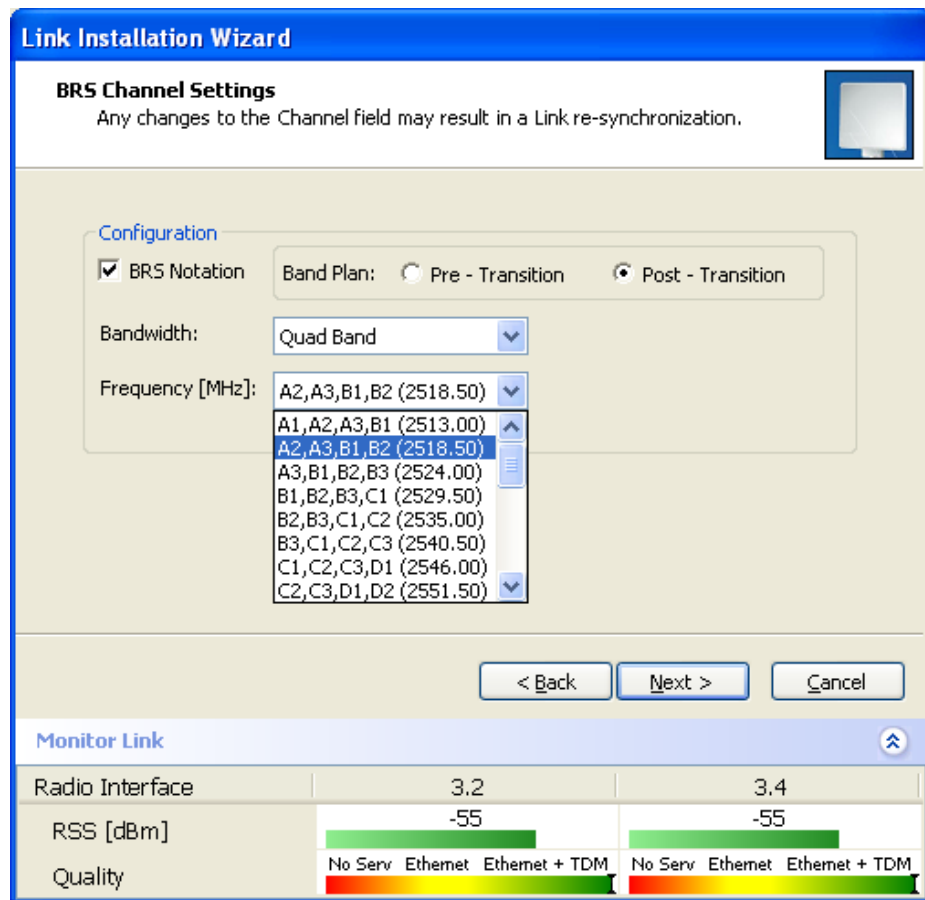 Link Installation Wizard
BRS Channel Settings
Any changes to the Channel field may result in a Link re-synchronization.
Configuration
BRS Notation Band Plan: Pre - Transition Post - Transition
Bandwidth: Quad Band
Frequency [MHz]: A2,A3,B1,B2 (2518.50)
A1,A2,A3,B1 (2513.00)
A2,A3,B1,B2 (2518.50)
A3,B1,B2,B3 (2524.00)
B1,B2,B3,C1 (2529.50)
B2,B3,C1,C2 (2535.00)
B3,C1,C2,C3 (2540.50)
C1,C2,C3,D1 (2546.00)
C2,C3,D1,D2 (2551.50)
< Back Next > Cancel
Monitor Link
Radio Interface 3.2 3.4
RSS [dBm] -55 -55
Quality No Serv Ethernet Ethernet + TDM No Serv Ethernet Ethernet + TDM